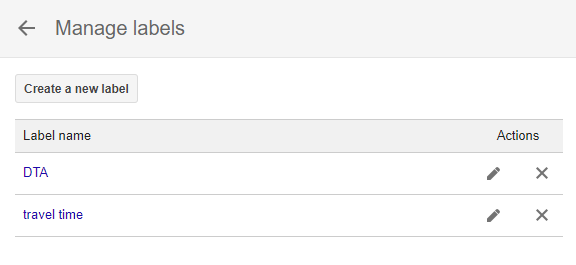 Manage labels
Create a new label
Label name Actions
DTA
travel time